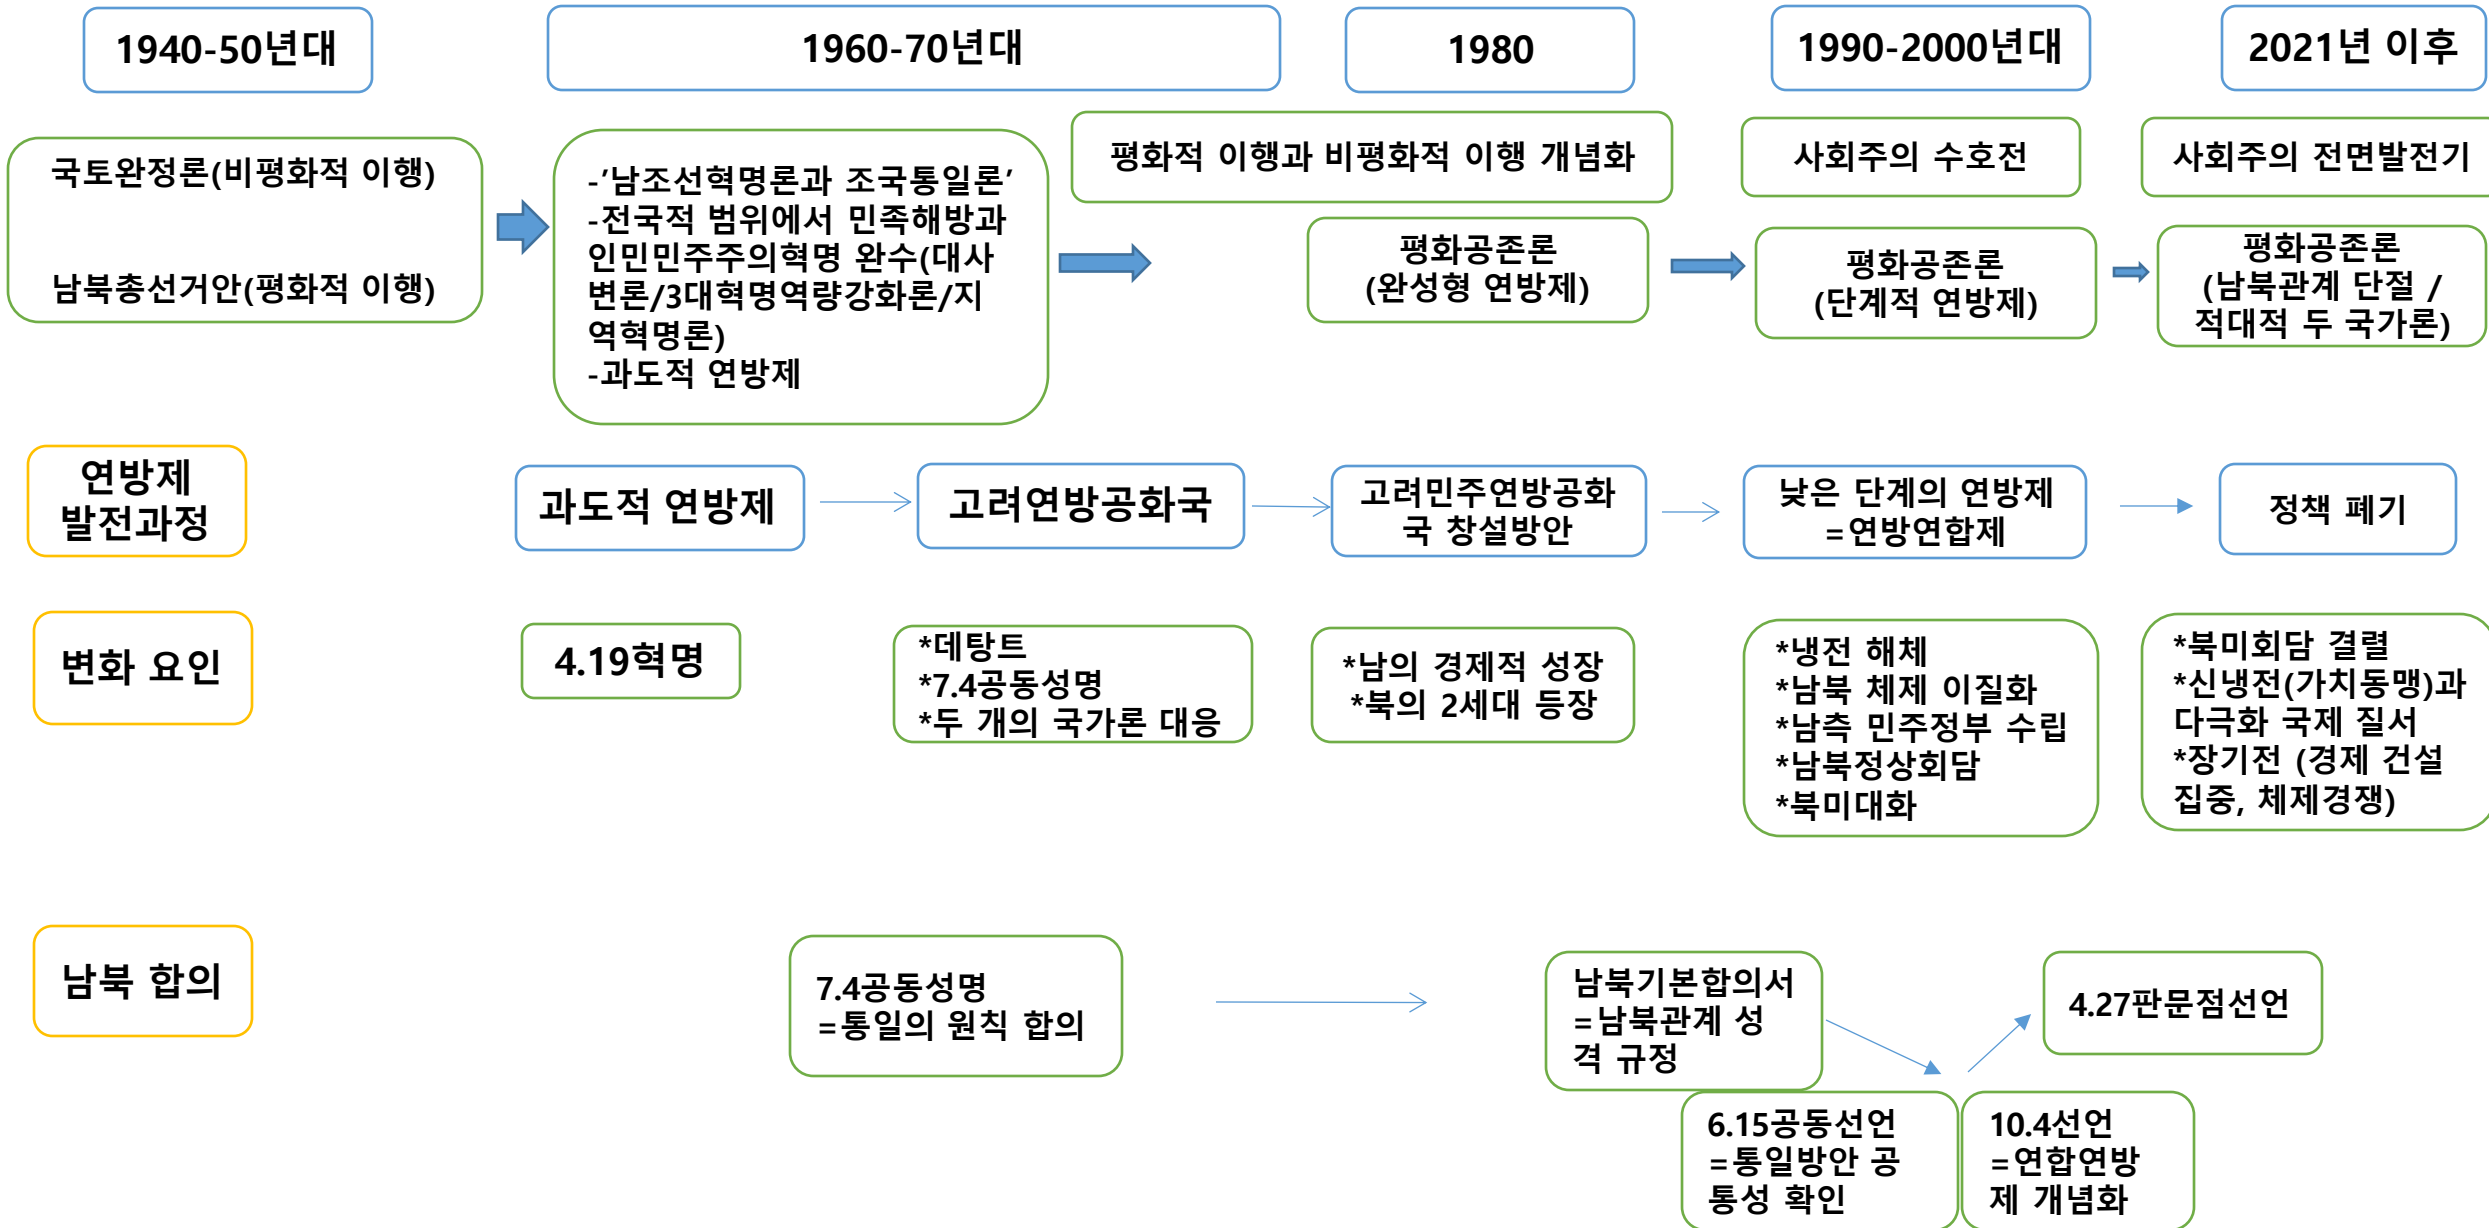 1940-50년대
1960-70년대
1980
1990-2000년대
2021년 이후
국토완정론(비평화적 이행)
남북총선거안(평화적 이행)
-’남조선혁명론과 조국통일론’
-전국적 범위에서 민족해방과
인민민주주의혁명 완수(대사
변론/3대혁명역량강화론/지
역혁명론)
-과도적 연방제
평화적 이행과 비평화적 이행 개념화
평화공존론
(완성형 연방제)
사회주의 수호전
평화공존론
(단계적 연방제)
사회주의 전면발전기
평화공존론
(남북관계 단절 /
적대적 두 국가론)
연방제
발전과정
과도적 연방제
고려연방공화국
고려민주연방공화
국 창설방안
낮은 단계의 연방제
=연방연합제
정책 폐기
변화 요인
4.19혁명
*데탕트
*7.4공동성명
*두 개의 국가론 대응
*남의 경제적 성장
*북의 2세대 등장
*냉전 해체
*남북 체제 이질화
*남측 민주정부 수립
*남북정상회담
*북미대화
*북미회담 결렬
*신냉전(가치동맹)과
다극화 국제 질서
*장기전 (경제 건설
집중, 체제경쟁)
남북 합의
7.4공동성명
=통일의 원칙 합의
남북기본합의서
=남북관계 성
격 규정
6.15공동선언
=통일방안 공
통성 확인
10.4선언
=연합연방
제 개념화
4.27판문점선언